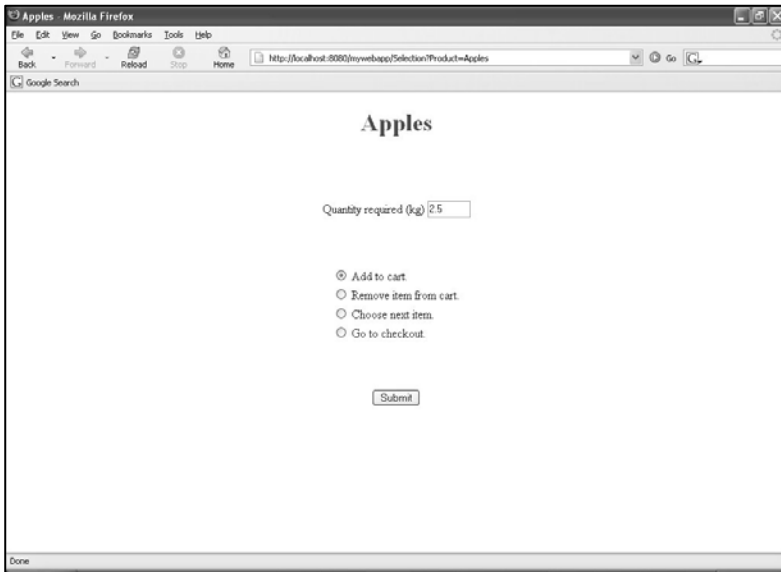 Apples - Mozilla Firefox
File Edit View Go Bookmarks Tools Help
Back Forward Reload Stop Home http://localhost:8080/mywebapp/Selection?Product=Apples Go G
G Google Search
Apples
Quantity required (kg) 2.5
Add to cart.
Remove item from cart.
Choose next item.
Go to checkout.
Submit
Done